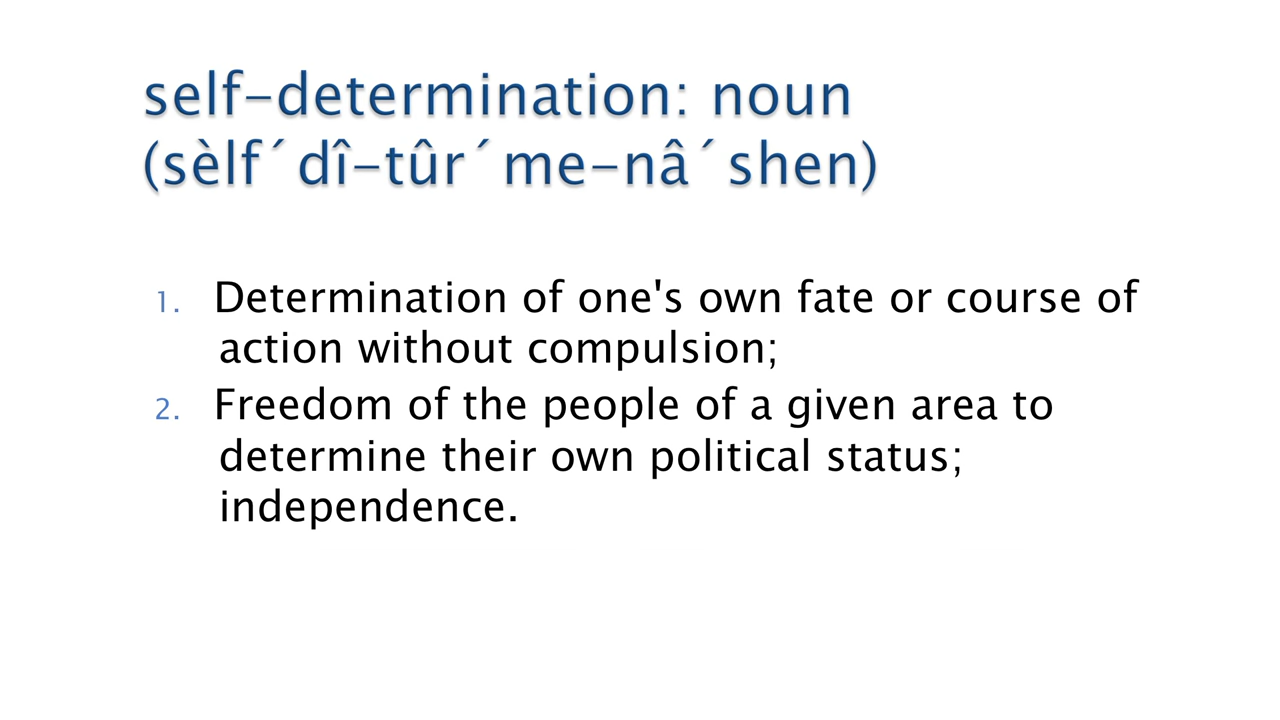 self-determination: noun
(sèlf´dî-tûr´me-nâ´shen)
1. Determination of one's own fate or course of
action without compulsion;
2. Freedom of the people of a given area to
determine their own political status;
independence.